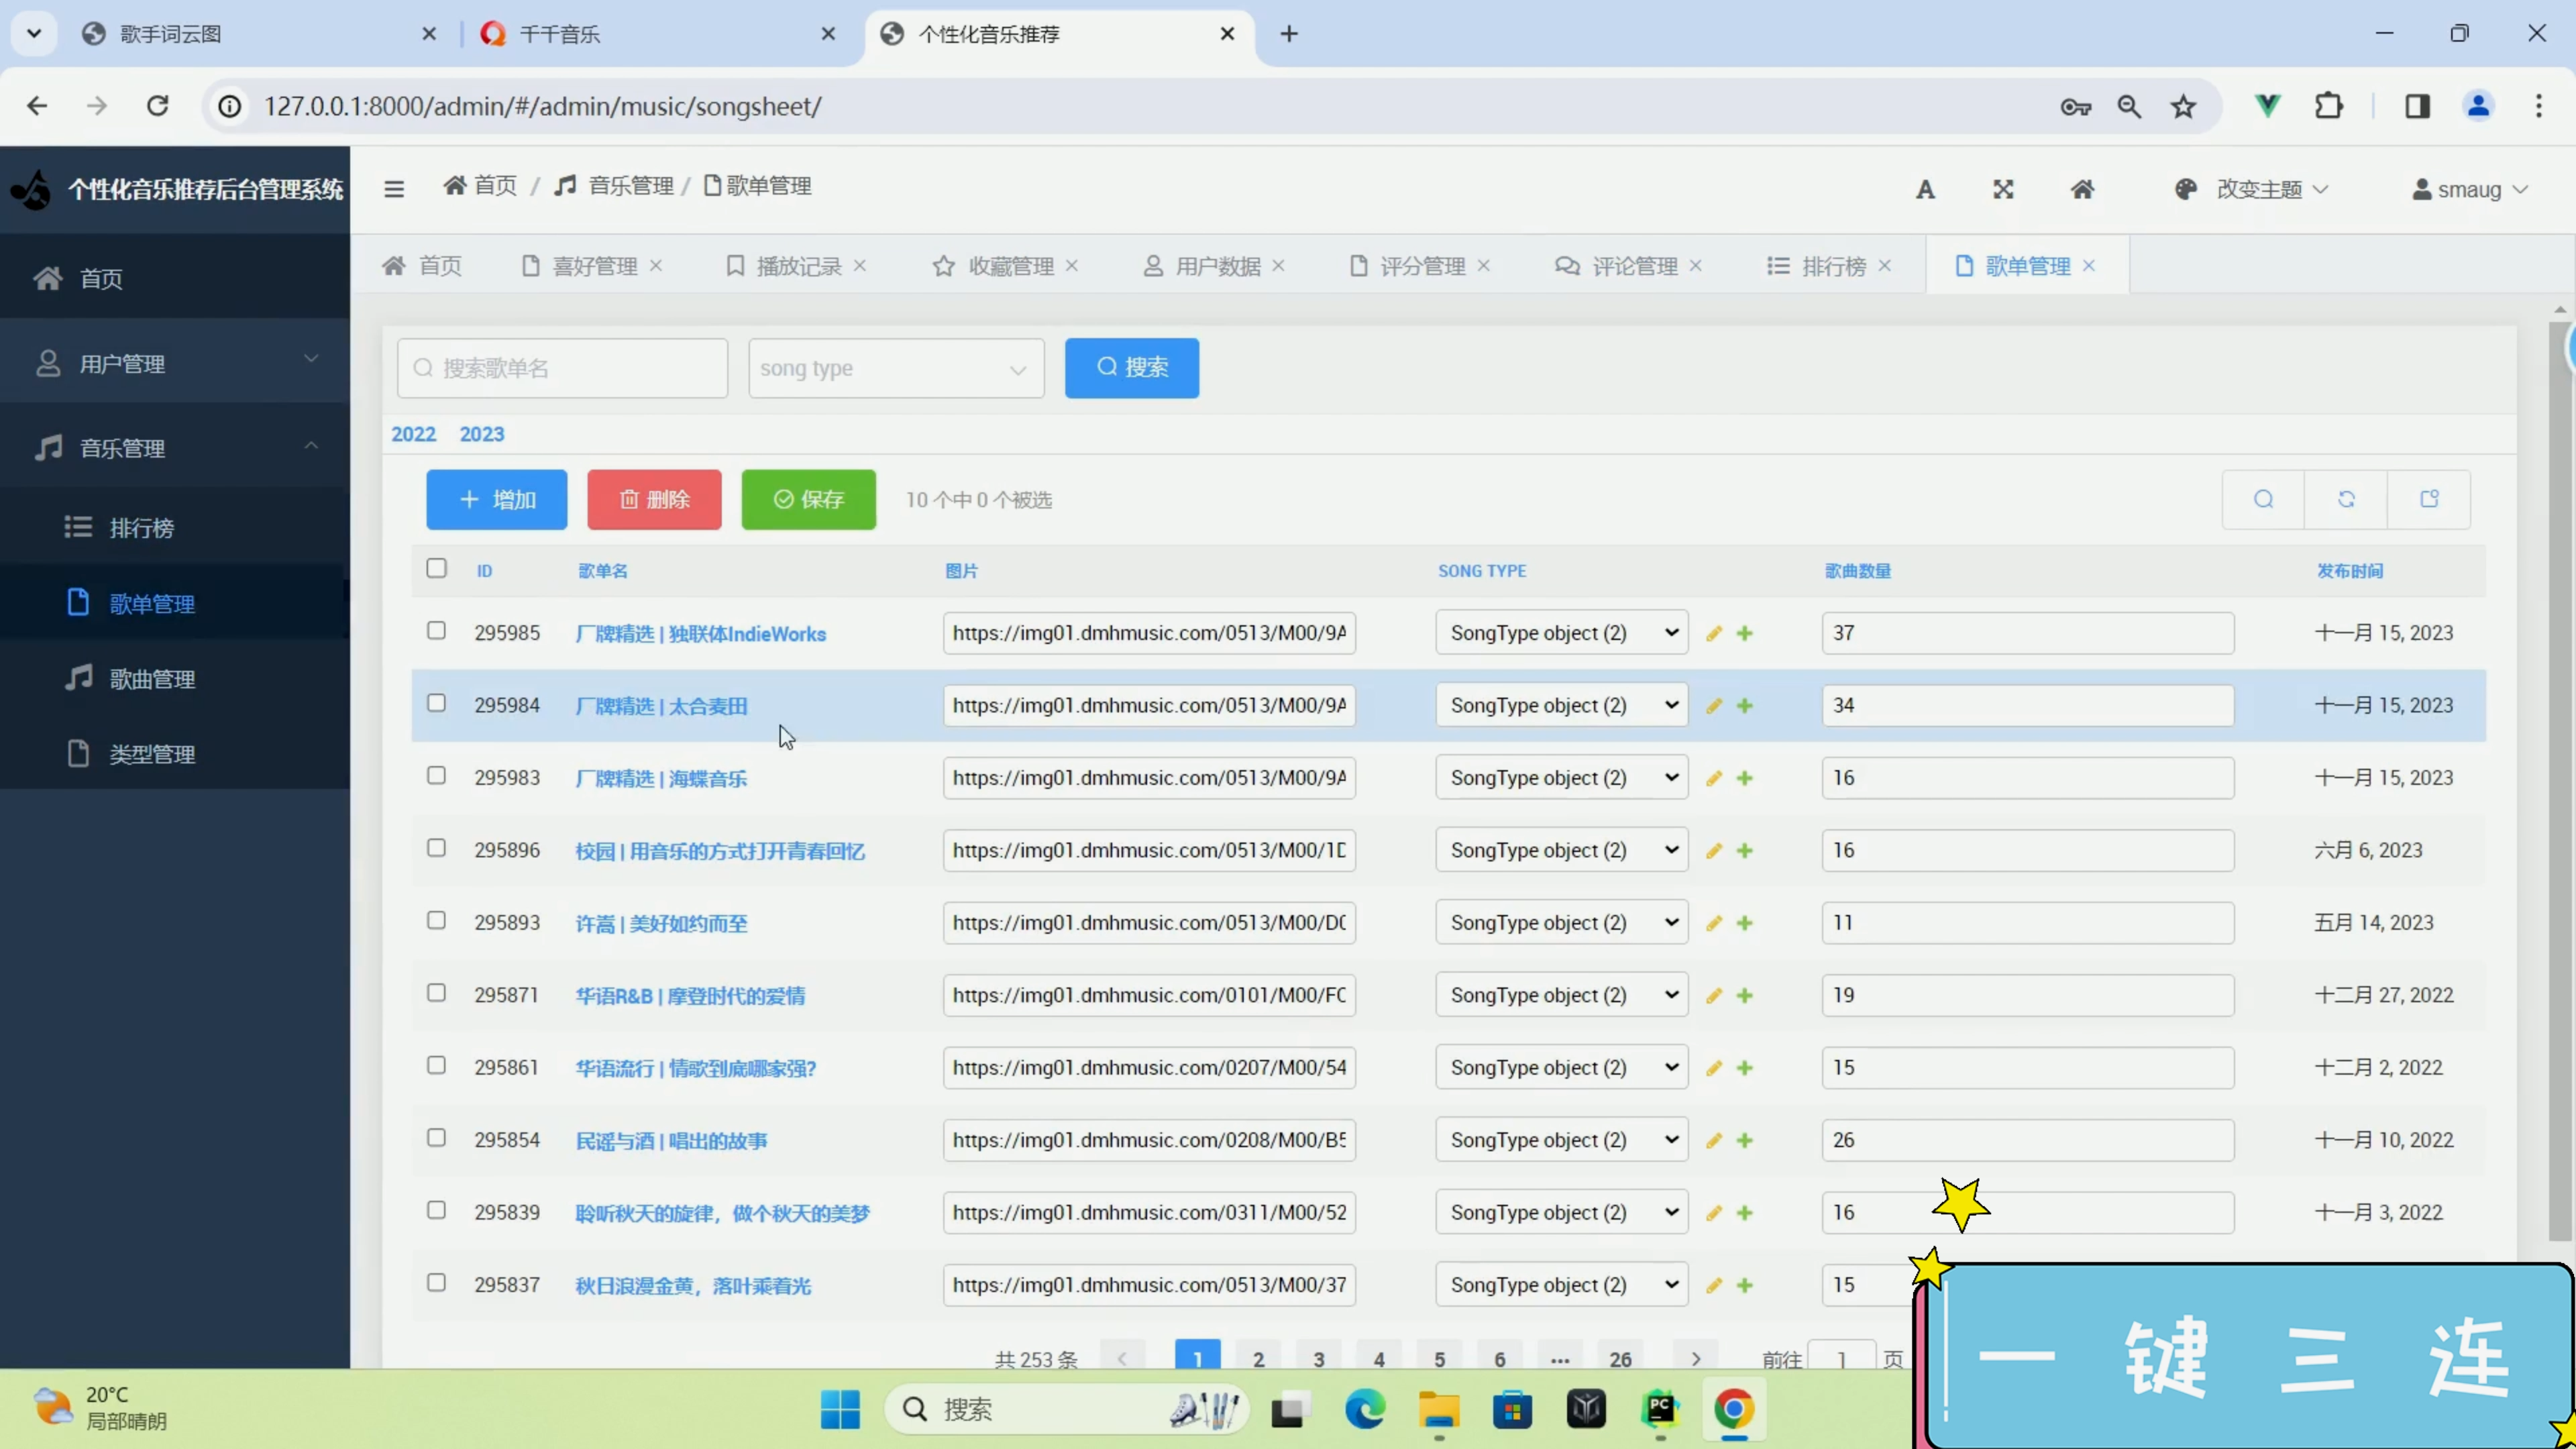 歌手词云图
千千音乐
个性化音乐推荐
127.0.0.1:8000/admin/#/admin/music/songsheet/
个性化音乐推荐后台管理系统
首页 / 音乐管理 / 歌单管理
A
改变主题
smaug
首页
喜好管理
播放记录
收藏管理
用户数据
评分管理
评论管理
排行榜
歌单管理
首页
用户管理
音乐管理
排行榜
歌单管理
歌曲管理
类型管理
搜索歌单名
song type
搜索
2022 2023
增加
删除
保存
10 个中 0 个被选
ID 歌单名 图片 SONG TYPE 歌曲数量 发布时间
295985 厂牌精选 | 独联体IndieWorks https://img01.dmhmusic.com/0513/M00/9A SongType object (2) 37 十一月 15, 2023
295984 厂牌精选 | 太合麦田 https://img01.dmhmusic.com/0513/M00/9A SongType object (2) 34 十一月 15, 2023
295983 厂牌精选 | 海蝶音乐 https://img01.dmhmusic.com/0513/M00/9A SongType object (2) 16 十一月 15, 2023
295896 校园 | 用音乐的方式打开青春回忆 https://img01.dmhmusic.com/0513/M00/1D SongType object (2) 16 六月 6, 2023
295893 许嵩 | 美好如约而至 https://img01.dmhmusic.com/0513/M00/D0 SongType object (2) 11 五月 14, 2023
295871 华语R&B | 摩登时代的爱情 https://img01.dmhmusic.com/0101/M00/FC SongType object (2) 19 十二月 27, 2022
295861 华语流行 | 情歌到底哪家强? https://img01.dmhmusic.com/0207/M00/54 SongType object (2) 15 十二月 2, 2022
295854 民谣与酒 | 唱出的故事 https://img01.dmhmusic.com/0208/M00/B5 SongType object (2) 26 十一月 10, 2022
295839 聆听秋天的旋律，做个秋天的美梦 https://img01.dmhmusic.com/0311/M00/52 SongType object (2) 16 十一月 3, 2022
295837 秋日浪漫金黄，落叶乘着光 https://img01.dmhmusic.com/0513/M00/37 SongType object (2) 15
共 253 条 1 2 3 4 5 6 ... 26 前往 1 页
一键三连
20°C
局部晴朗
搜索
PC